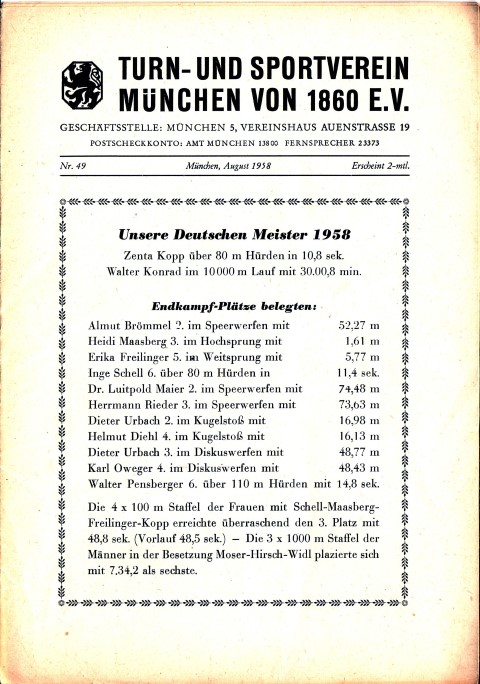 TURN- UND SPORTVEREIN
MÜNCHEN VON 1860 E.V.
GESCHÄFTSSTELLE: MÜNCHEN 5, VEREINSHAUS AUENSTRASSE 19
POSTSCHECKKONTO: AMT MÜNCHEN 13800 FERNSPRECHER 23373
Nr. 49 München, August 1958 Erscheint 2-mtl.
Unsere Deutschen Meister 1958
Zenta Kopp über 80 m Hürden in 10,8 sek.
Walter Konrad im 10000 m Lauf mit 30.00,8 min.
Endkampf-Plätze belegten:
Almut Brömmel 2. im Speerwerfen mit 52,27 m
Heidi Maasberg 3. im Hochsprung mit 1,61 m
Erika Freilinger 5. im Weitsprung mit 5,77 m
Inge Schell 6. über 80 m Hürden in 11,4 sek.
Dr. Luitpold Maier 2. im Speerwerfen mit 74,48 m
Herrmann Rieder 3. im Speerwerfen mit 73,63 m
Dieter Urbach 2. im Kugelstoß mit 16,98 m
Helmut Diehl 4. im Kugelstoß mit 16,13 m
Dieter Urbach 3. im Diskuswerfen mit 48,77 m
Karl Oweger 4. im Diskuswerfen mit 48,43 m
Walter Pensberger 6. über 110 m Hürden mit 14,8 sek.
Die 4 x 100 m Staffel der Frauen mit Schell-Maasberg-
Freilinger-Kopp erreichte überraschend den 3. Platz mit
48,8 sek. (Vorlauf 48,5 sek.) — Die 3 x 1000 m Staffel der
Männer in der Besetzung Moser-Hirsch-Widl plazierte sich
mit 7,34,2 als sechste.